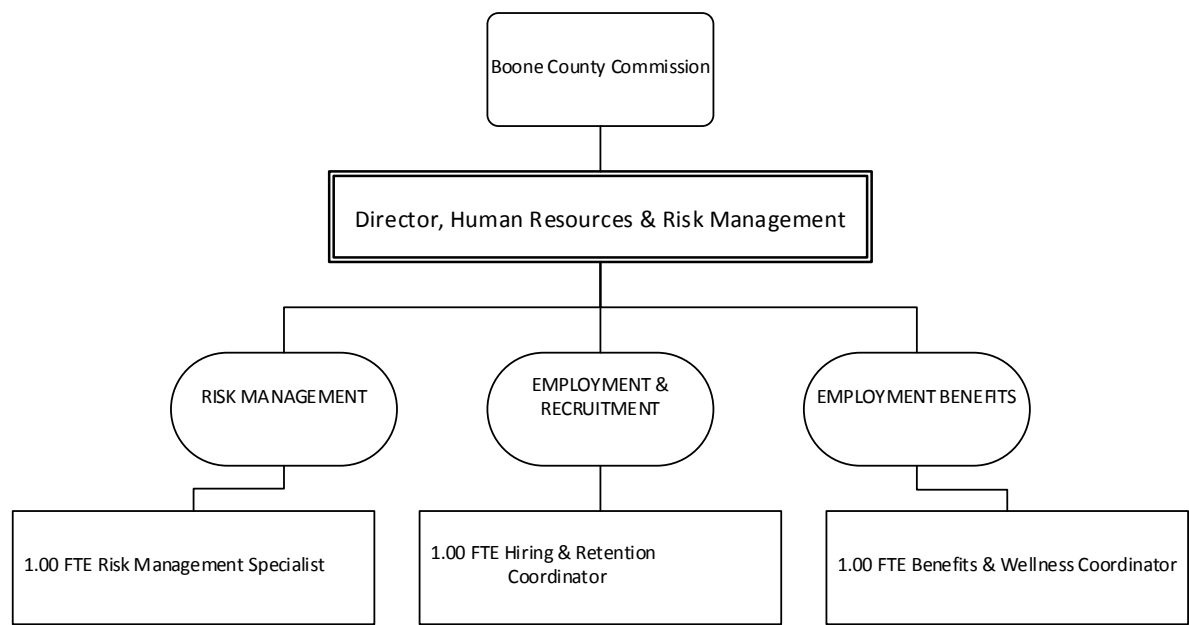 Boone County Commission
Director, Human Resources & Risk Management
RISK MANAGEMENT
EMPLOYMENT &
RECRUITMENT
EMPLOYMENT BENEFITS
1.00 FTE Risk Management Specialist
1.00 FTE Hiring & Retention
Coordinator
1.00 FTE Benefits & Wellness Coordinator